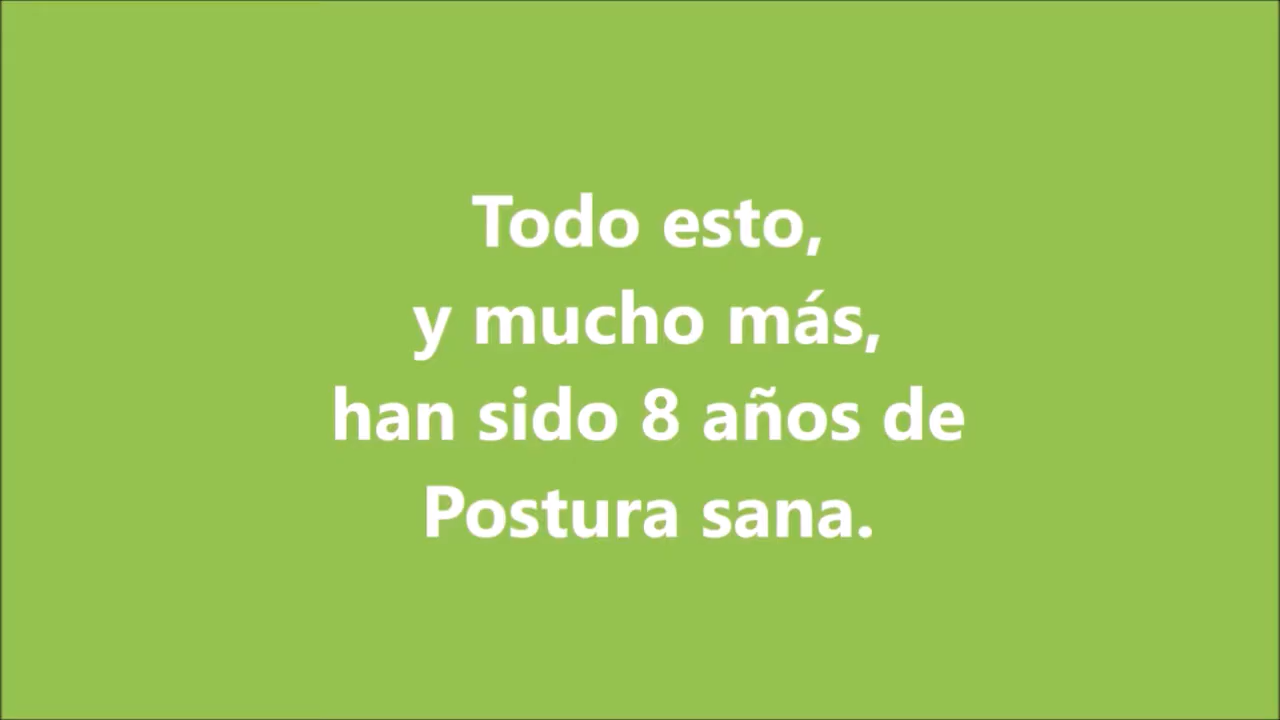 Todo esto,
y mucho más,
han sido 8 años de
Postura sana.